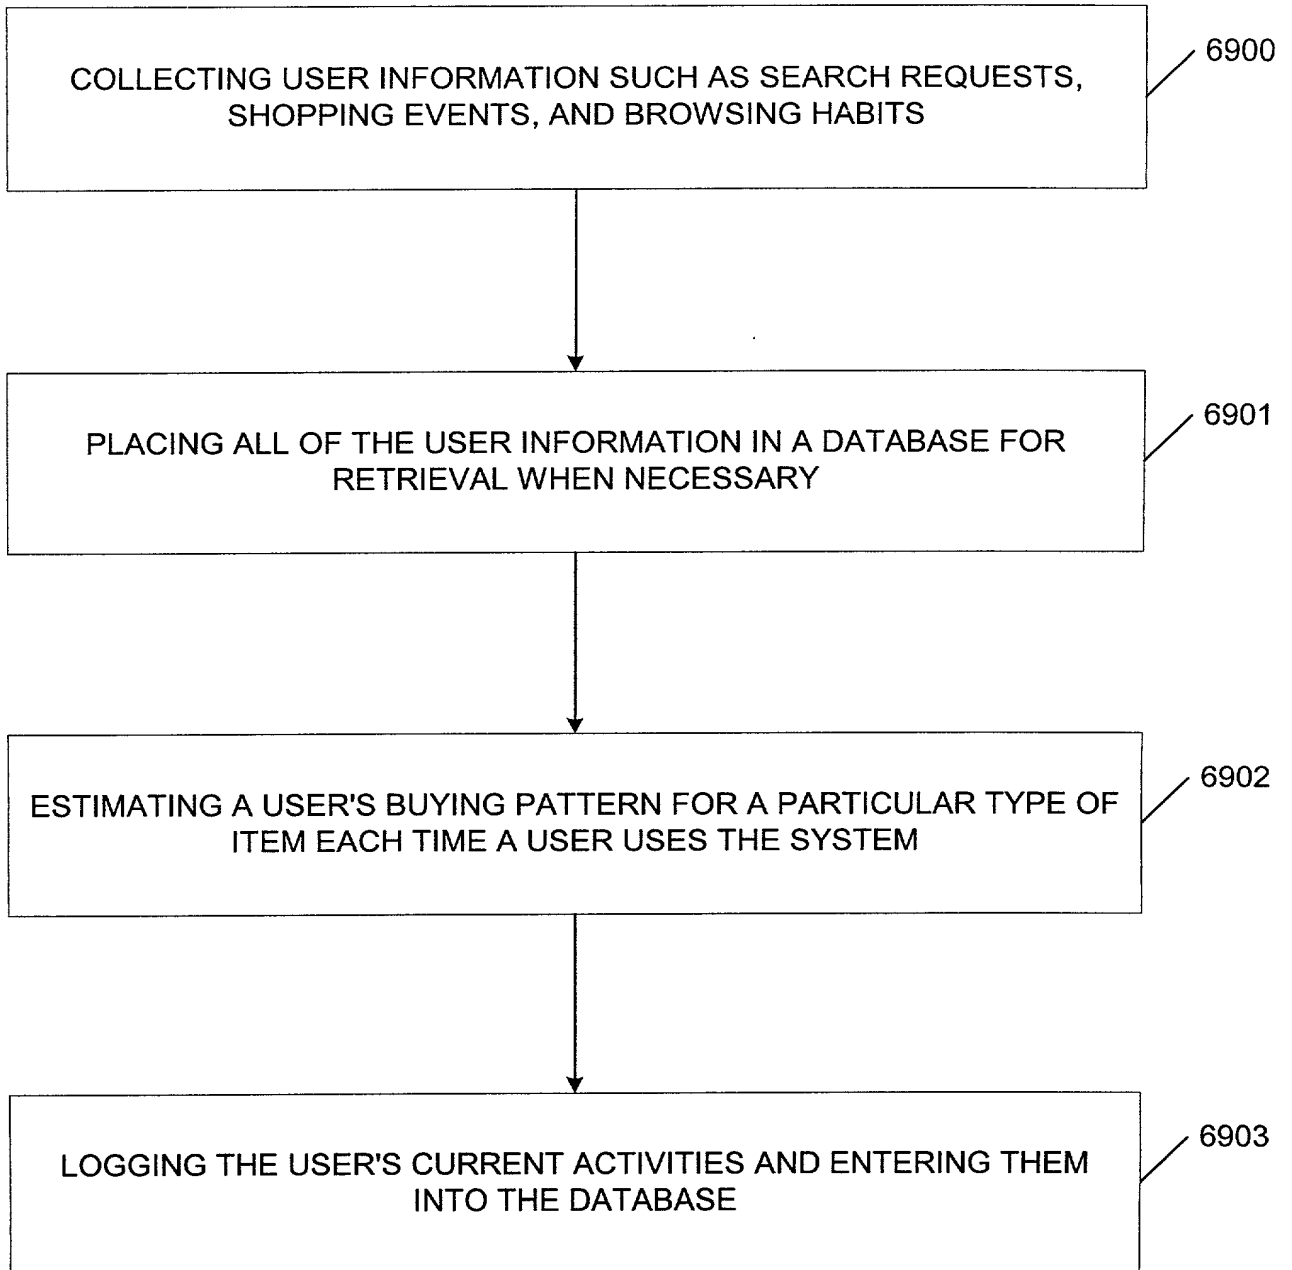 COLLECTING USER INFORMATION SUCH AS SEARCH REQUESTS,
SHOPPING EVENTS, AND BROWSING HABITS
6900
PLACING ALL OF THE USER INFORMATION IN A DATABASE FOR
RETRIEVAL WHEN NECESSARY
6901
ESTIMATING A USER'S BUYING PATTERN FOR A PARTICULAR TYPE OF
ITEM EACH TIME A USER USES THE SYSTEM
6902
LOGGING THE USER'S CURRENT ACTIVITIES AND ENTERING THEM
INTO THE DATABASE
6903